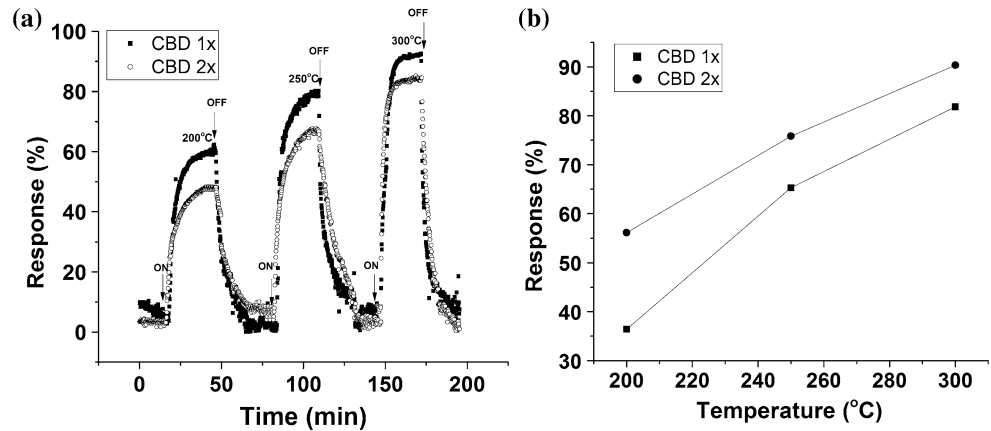 (a)
CBD 1x
CBD 2x
200°C
250°C
300°C
OFF
OFF
OFF
ON
ON
ON
100
80
60
40
20
0
Response (%)
0
50
100
150
200
Time (min)
(b)
CBD 1x
CBD 2x
90
80
70
60
50
40
30
Response (%)
200
220
240
260
280
300
Temperature (°C)